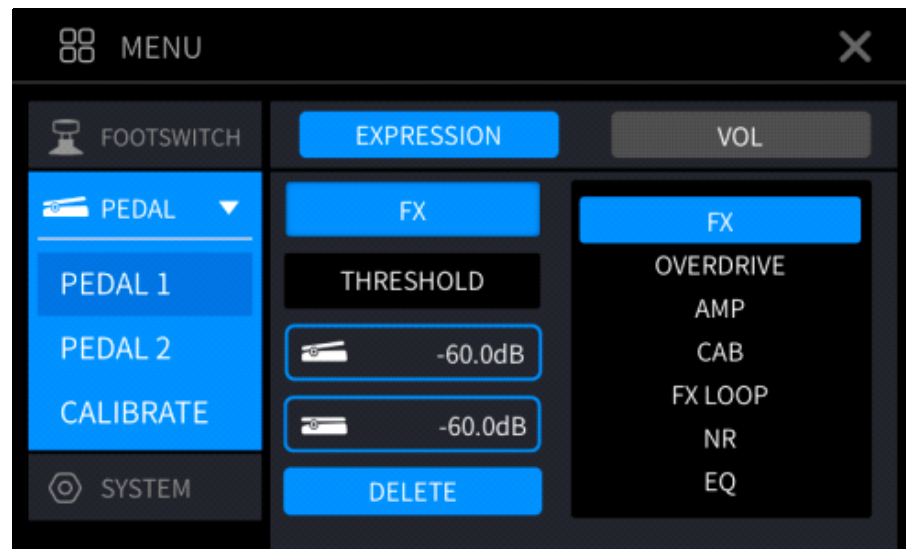 MENU
FOOTSWITCH
PEDAL
PEDAL 1
PEDAL 2
CALIBRATE
SYSTEM
EXPRESSION
VOL
FX
THRESHOLD
-60.0dB
-60.0dB
DELETE
FX
OVERDRIVE
AMP
CAB
FX LOOP
NR
EQ